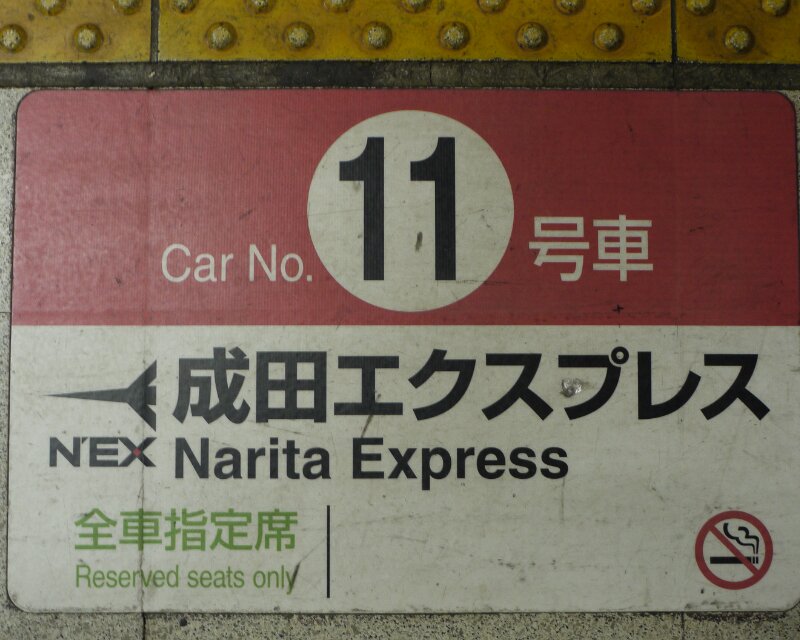 Car No. 11 号車
成田エクスプレス
N'EX Narita Express
全車指定席
Reserved seats only